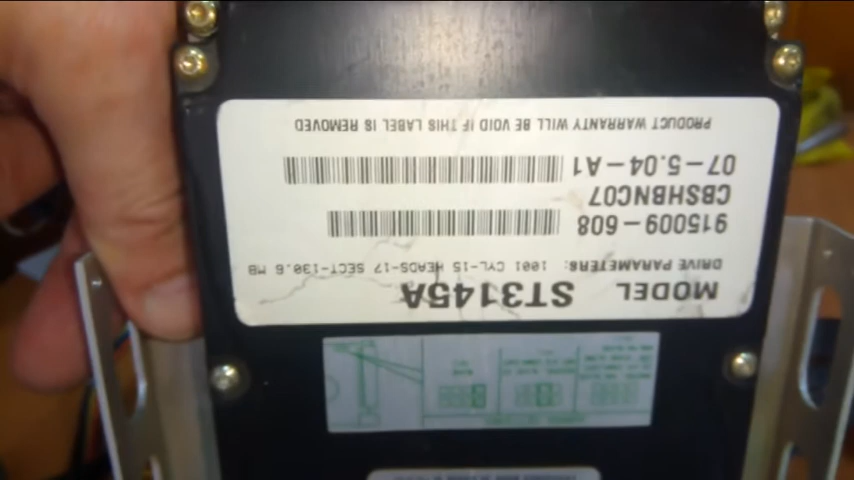 MODEL ST3145A
DRIVE PARAMETERS: 1001 CYL-15 HEADS-17 SECT-130.6 MB
915009-608
CBSHBNC07
07-5.04-A1
PRODUCT WARRANTY WILL BE VOID IF THIS LABEL IS REMOVED